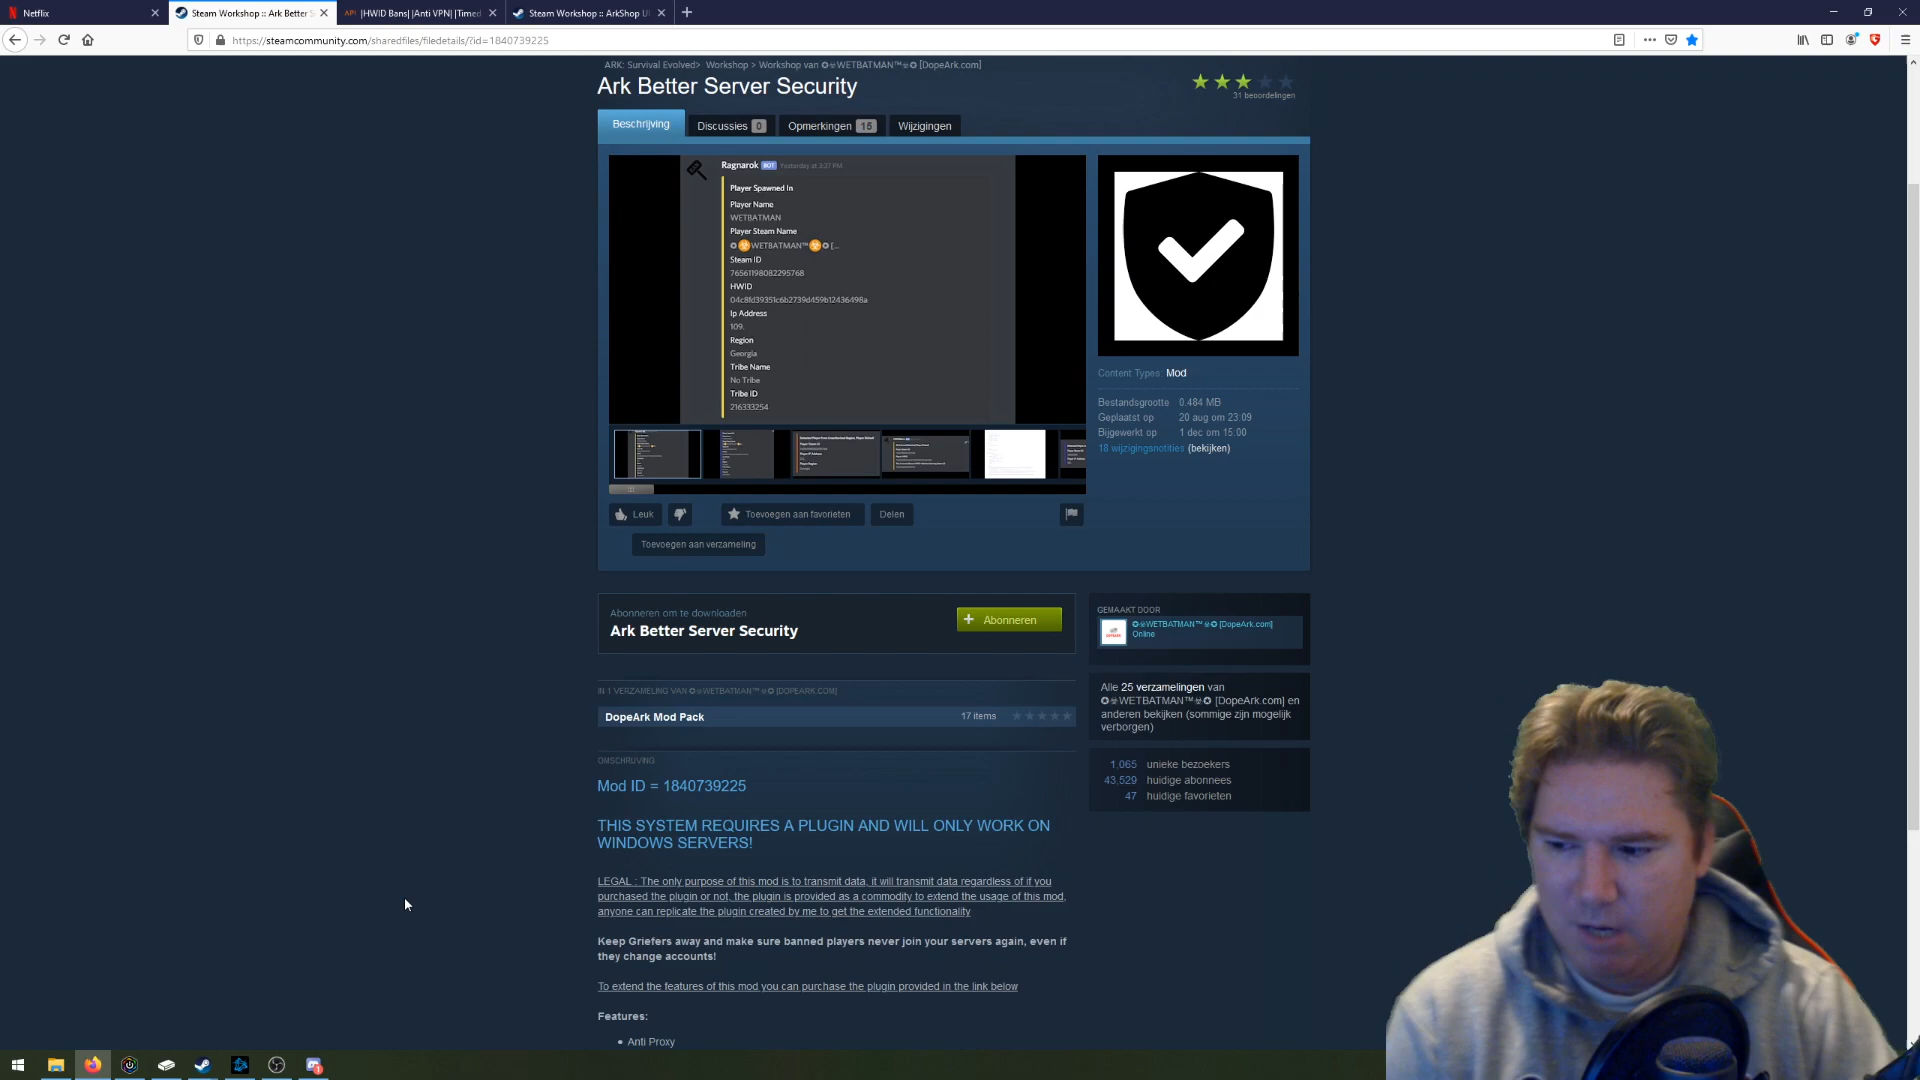 Netflix
Steam Workshop :: Ark Better S
|HWID Bans| |Anti VPN| |Timed
Steam Workshop :: ArkShop UI
https://steamcommunity.com/sharedfiles/filedetails/?id=1840739225
ARK: Survival Evolved> Workshop > Workshop van ✪☣WETBATMAN™☣✪ [DopeArk.com]
Ark Better Server Security
31 beoordelingen
Beschrijving
Discussies 0
Opmerkingen 15
Wijzigingen
Ragnarok BOT Yesterday at 3:37 PM
Player Spawned In
Player Name
WETBATMAN
Player Steam Name
✪☣WETBATMAN™☣✪ [...
Steam ID
76561198082295768
HWID
04c8fd39351c6b2739d459b12436498a
Ip Address
109.
Region
Georgia
Tribe Name
No Tribe
Tribe ID
216333254
Content Types: Mod
Bestandsgrootte 0.484 MB
Geplaatst op 20 aug om 23:09
Bijgewerkt op 1 dec om 15:00
18 wijzigingsnotities (bekijken)
Leuk
Toevoegen aan favorieten
Delen
Toevoegen aan verzameling
Abonneren om te downloaden
Ark Better Server Security
Abonneren
GEMAAKT DOOR
✪☣WETBATMAN™☣✪ [DopeArk.com]
Online
IN 1 VERZAMELING VAN ✪☣WETBATMAN™☣✪ [DOPEARK.COM]
DopeArk Mod Pack 17 items
Alle 25 verzamelingen van
✪☣WETBATMAN™☣✪ [DopeArk.com] en
anderen bekijken (sommige zijn mogelijk
verborgen)
1,065 unieke bezoekers
43,529 huidige abonnees
47 huidige favorieten
OMSCHRIJVING
Mod ID = 1840739225
THIS SYSTEM REQUIRES A PLUGIN AND WILL ONLY WORK ON
WINDOWS SERVERS!
LEGAL : The only purpose of this mod is to transmit data, it will transmit data regardless of if you
purchased the plugin or not, the plugin is provided as a commodity to extend the usage of this mod,
anyone can replicate the plugin created by me to get the extended functionality
Keep Griefers away and make sure banned players never join your servers again, even if
they change accounts!
To extend the features of this mod you can purchase the plugin provided in the link below
Features:
• Anti Proxy